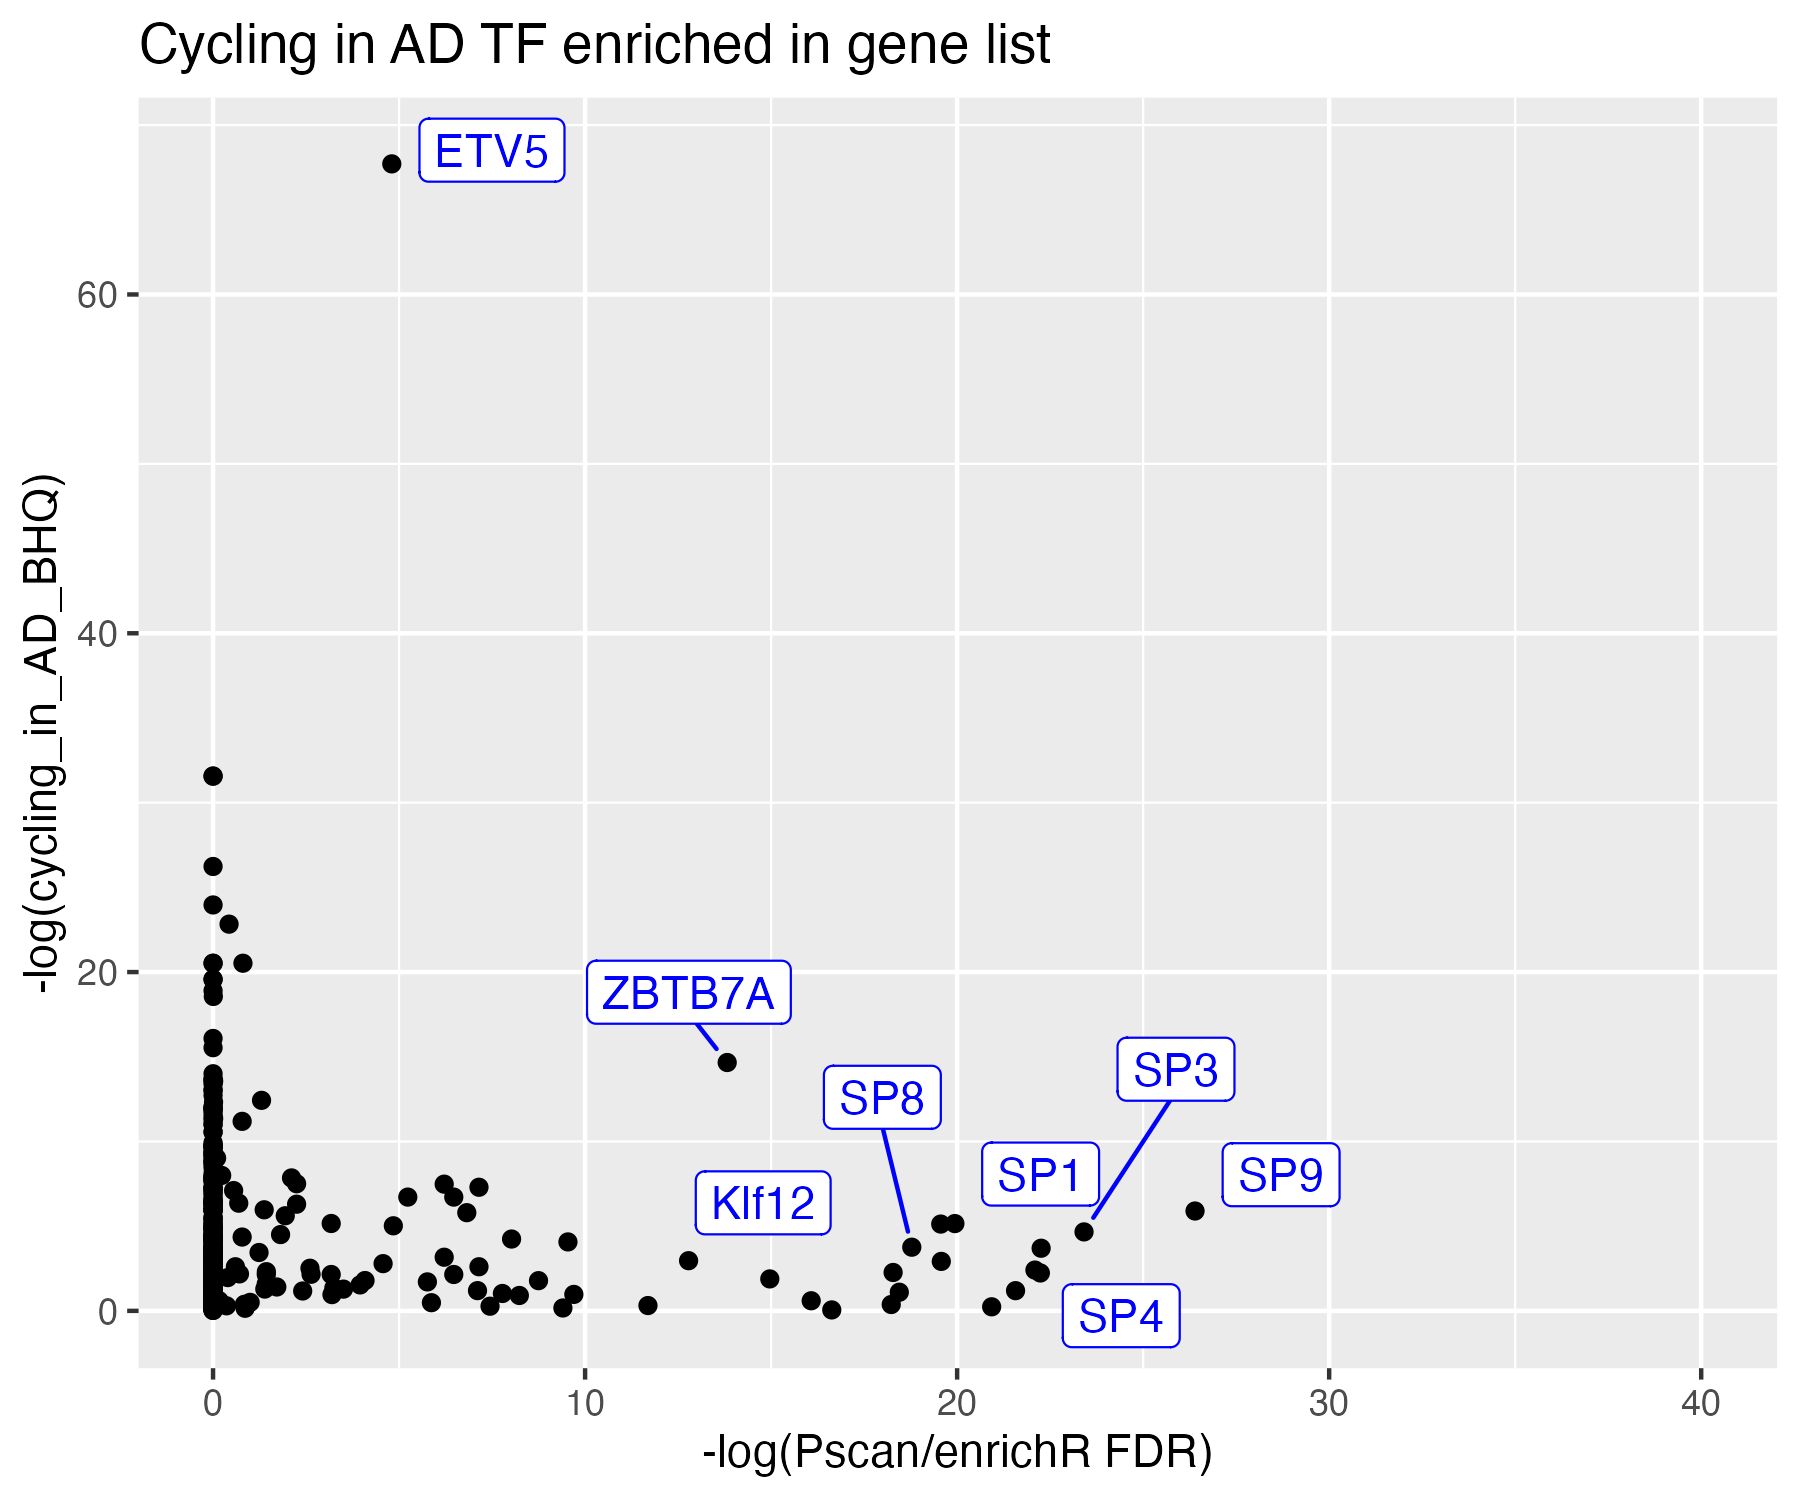 Cycling in AD TF enriched in gene list
ETV5
60
-log(cycling_in_AD_BHQ)
40
20
ZBTB7A
SP3
SP8
SP1
SP9
Klf12
SP4
0
0 10 20 30 40
-log(Pscan/enrichR FDR)